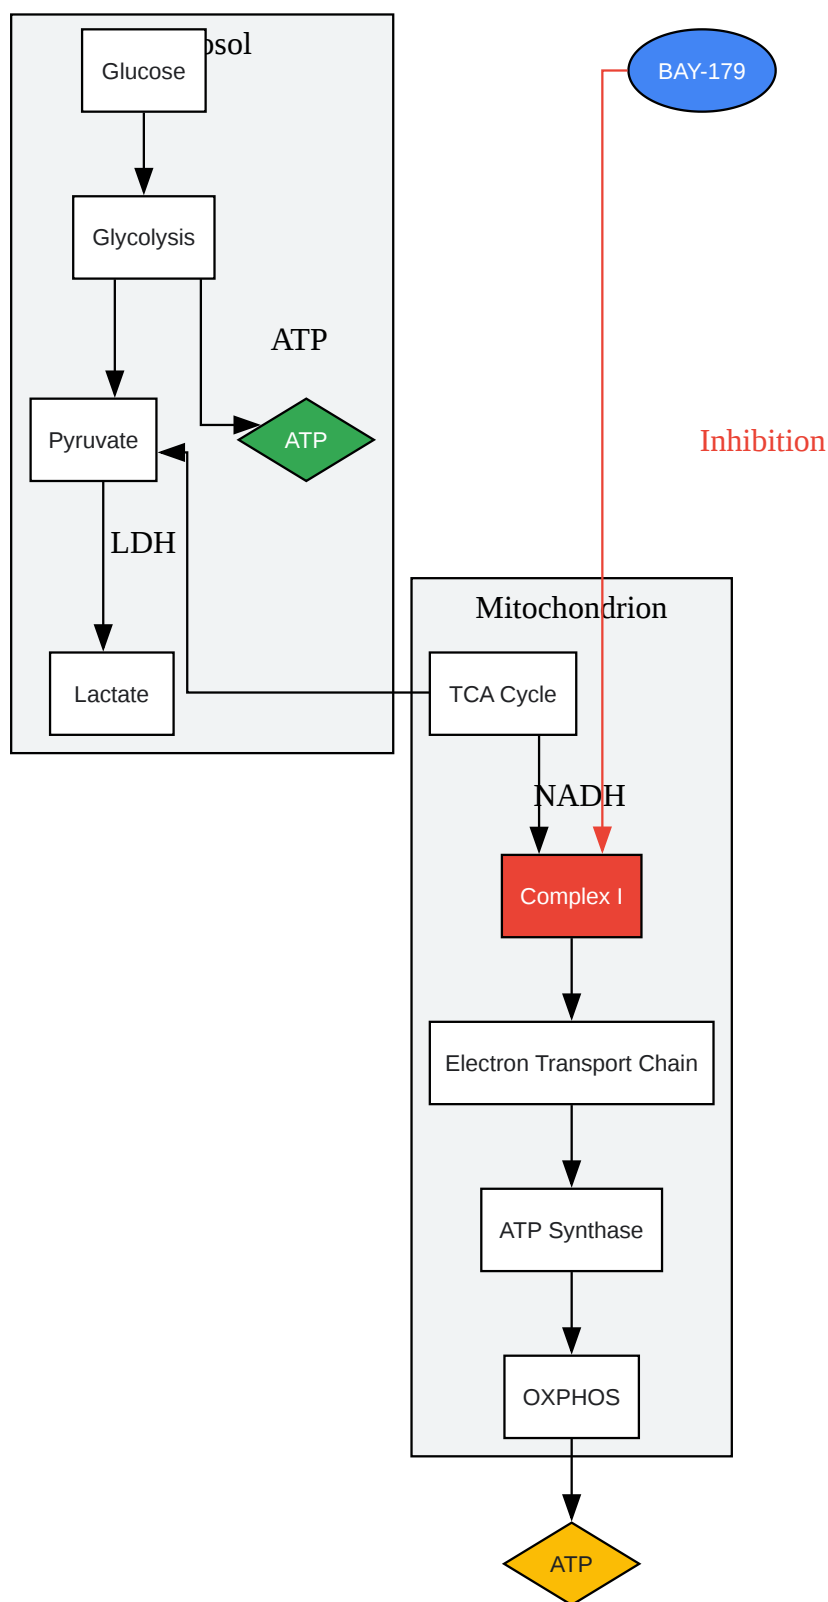 osol
Glucose
BAY-179
Glycolysis
ATP
Pyruvate
ATP
Inhibition
LDH
Mitochondrion
Lactate
TCA Cycle
NADH
Complex I
Electron Transport Chain
ATP Synthase
OXPHOS
ATP